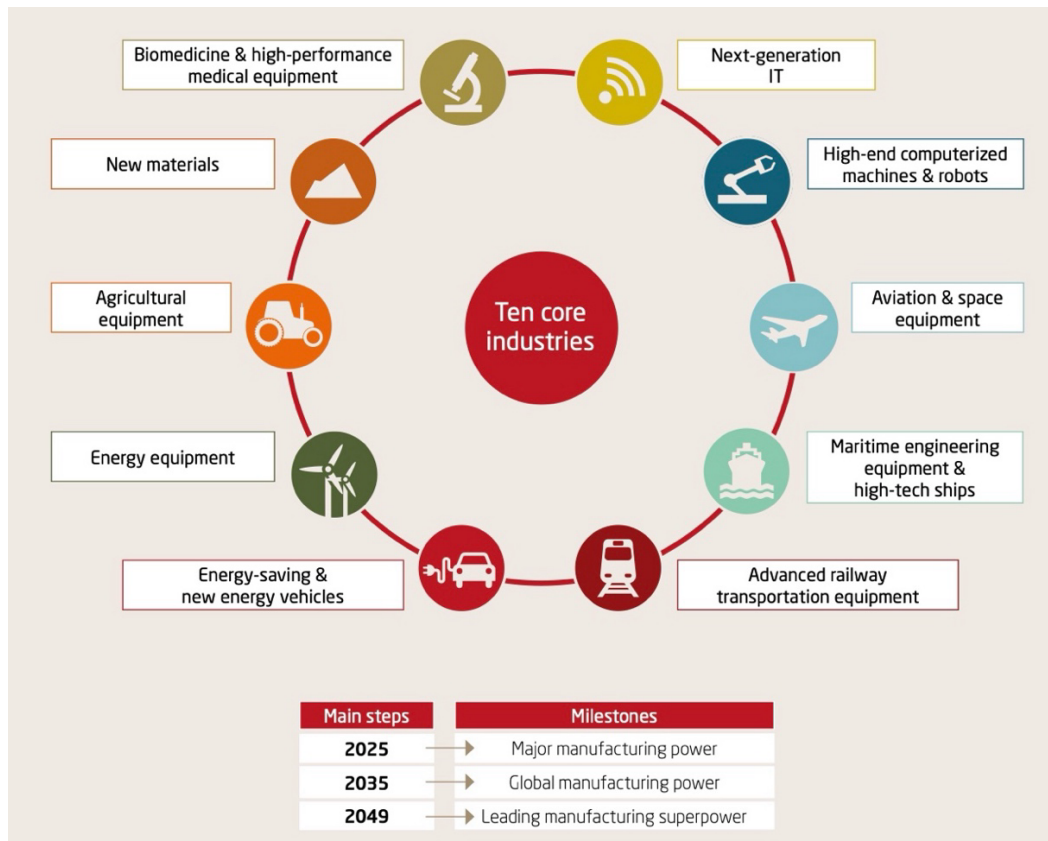 Biomedicine & high-performance
medical equipment
Next-generation
IT
New materials
High-end computerized
machines & robots
Ten core
industries
Agricultural
equipment
Aviation & space
equipment
Energy equipment
Maritime engineering
equipment &
high-tech ships
Energy-saving &
new energy vehicles
Advanced railway
transportation equipment
Main steps
Milestones
2025
Major manufacturing power
2035
Global manufacturing power
2049
Leading manufacturing superpower